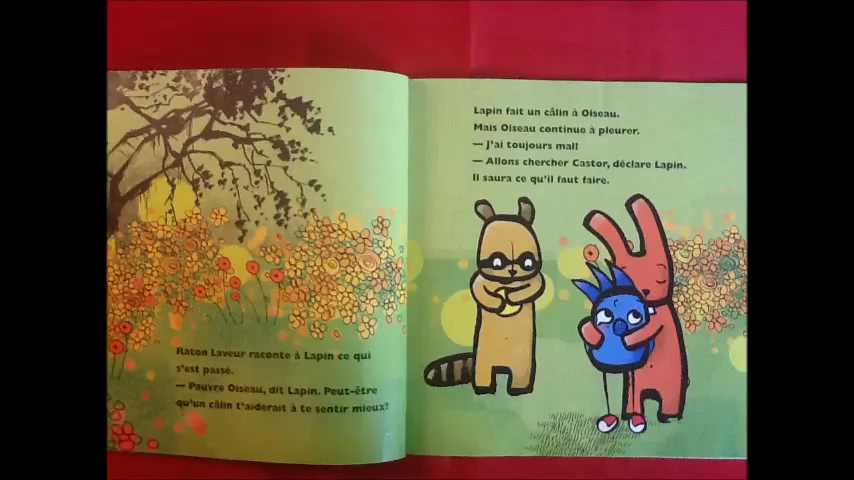 Raton Laveur raconte à Lapin ce qui
s'est passé.
— Pauvre Oiseau, dit Lapin. Peut-être
qu'un câlin t'aiderait à te sentir mieux?
Lapin fait un câlin à Oiseau.
Mais Oiseau continue à pleurer.
— J'ai toujours mal!
— Allons chercher Castor, déclare Lapin.
Il saura ce qu'il faut faire.